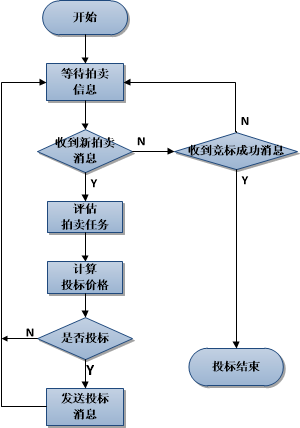 开始
等待拍卖
信息
收到新拍卖
消息
N
收到竞标成功消息
N
Y
Y
评估
拍卖任务
计算
投标价格
是否投标
N
Y
投标结束
发送投标
消息